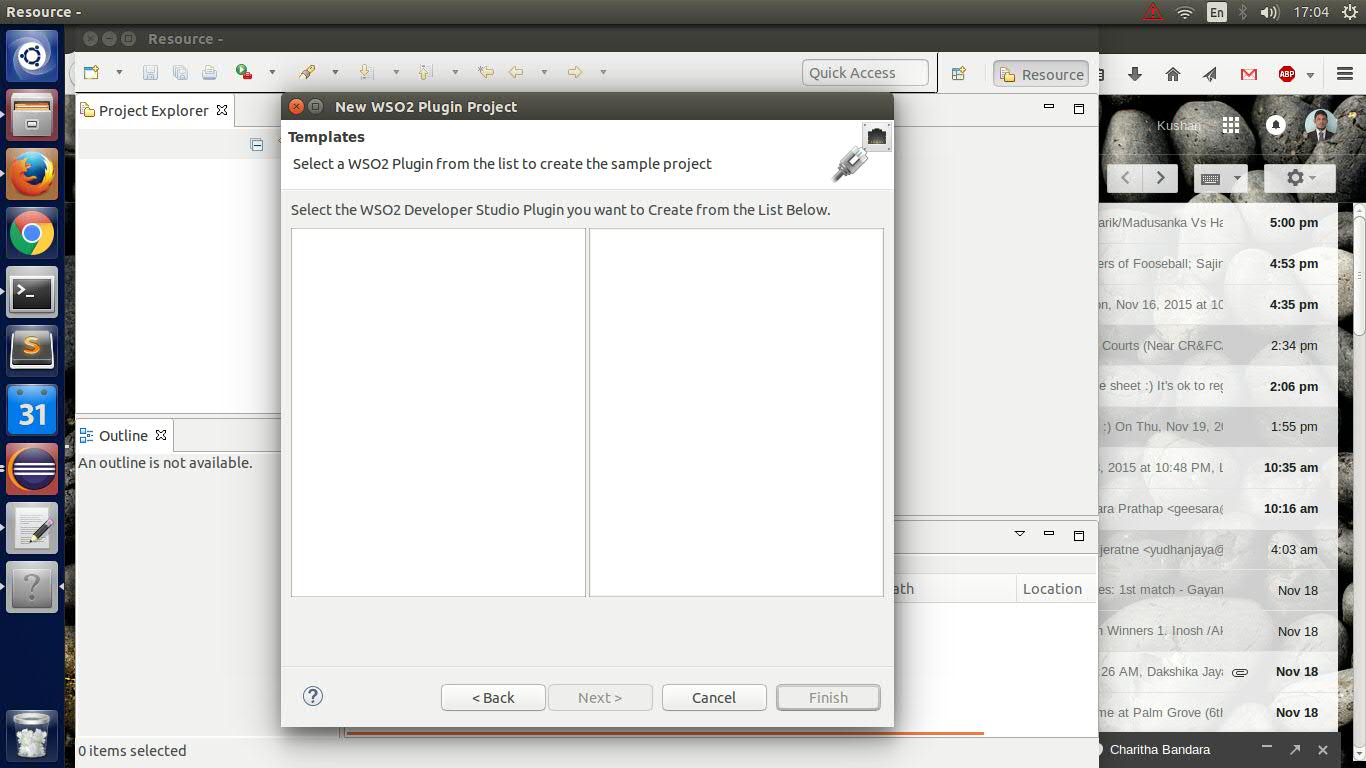 Resource -
En
17:04
Resource -
Quick Access
Resource
ABP
Project Explorer
New WSO2 Plugin Project
Templates
Select a WSO2 Plugin from the list to create the sample project
Select the WSO2 Developer Studio Plugin you want to Create from the List Below.
Kushan
arik/Madusanka Vs Ha
5:00 pm
ers of Fooseball; Sajin
4:53 pm
on, Nov 16, 2015 at 10
4:35 pm
Courts (Near CR&FC
2:34 pm
e sheet :) It's ok to reg
2:06 pm
:) On Thu, Nov 19, 20
1:55 pm
, 2015 at 10:48 PM, L
10:35 am
ara Prathap <geesara@
10:16 am
jeratne <yudhanjaya@
4:03 am
es: 1st match - Gayan
Nov 18
n Winners 1. Inosh /Al
Nov 18
26 AM, Dakshika Jaya
Nov 18
me at Palm Grove (6th
Nov 18
31
Outline
An outline is not available.
ath
Location
?
< Back
Next >
Cancel
Finish
0 items selected
Charitha Bandara